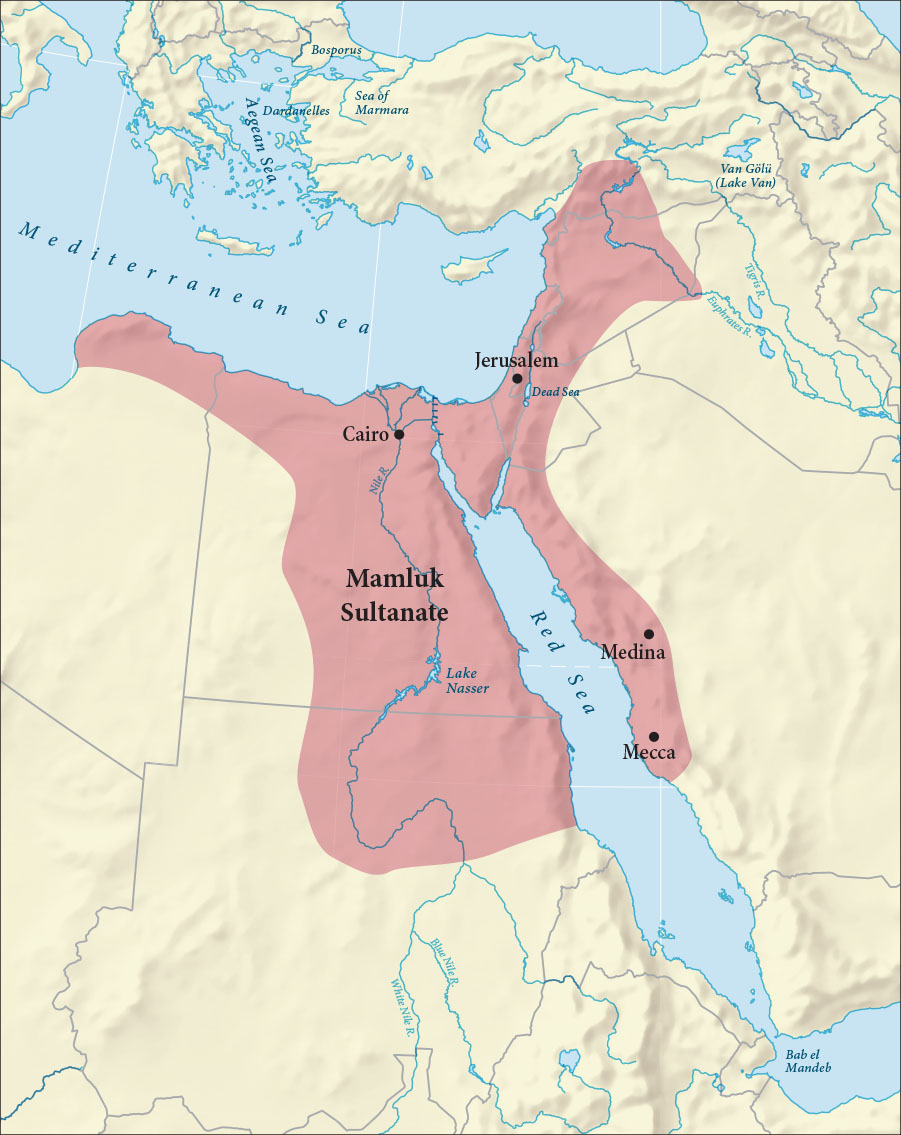 Bosporus
Sea of
Marmara
Dardanelles
Aegean Sea
Van Gölü
(Lake Van)
Mediterranean Sea
Tigris R.
Euphrates R.
Jerusalem
Dead Sea
Cairo
Nile R.
Mamluk
Sultanate
Red Sea
Medina
Lake
Nasser
Mecca
Blue Nile R.
White Nile R.
Bab el
Mandeb